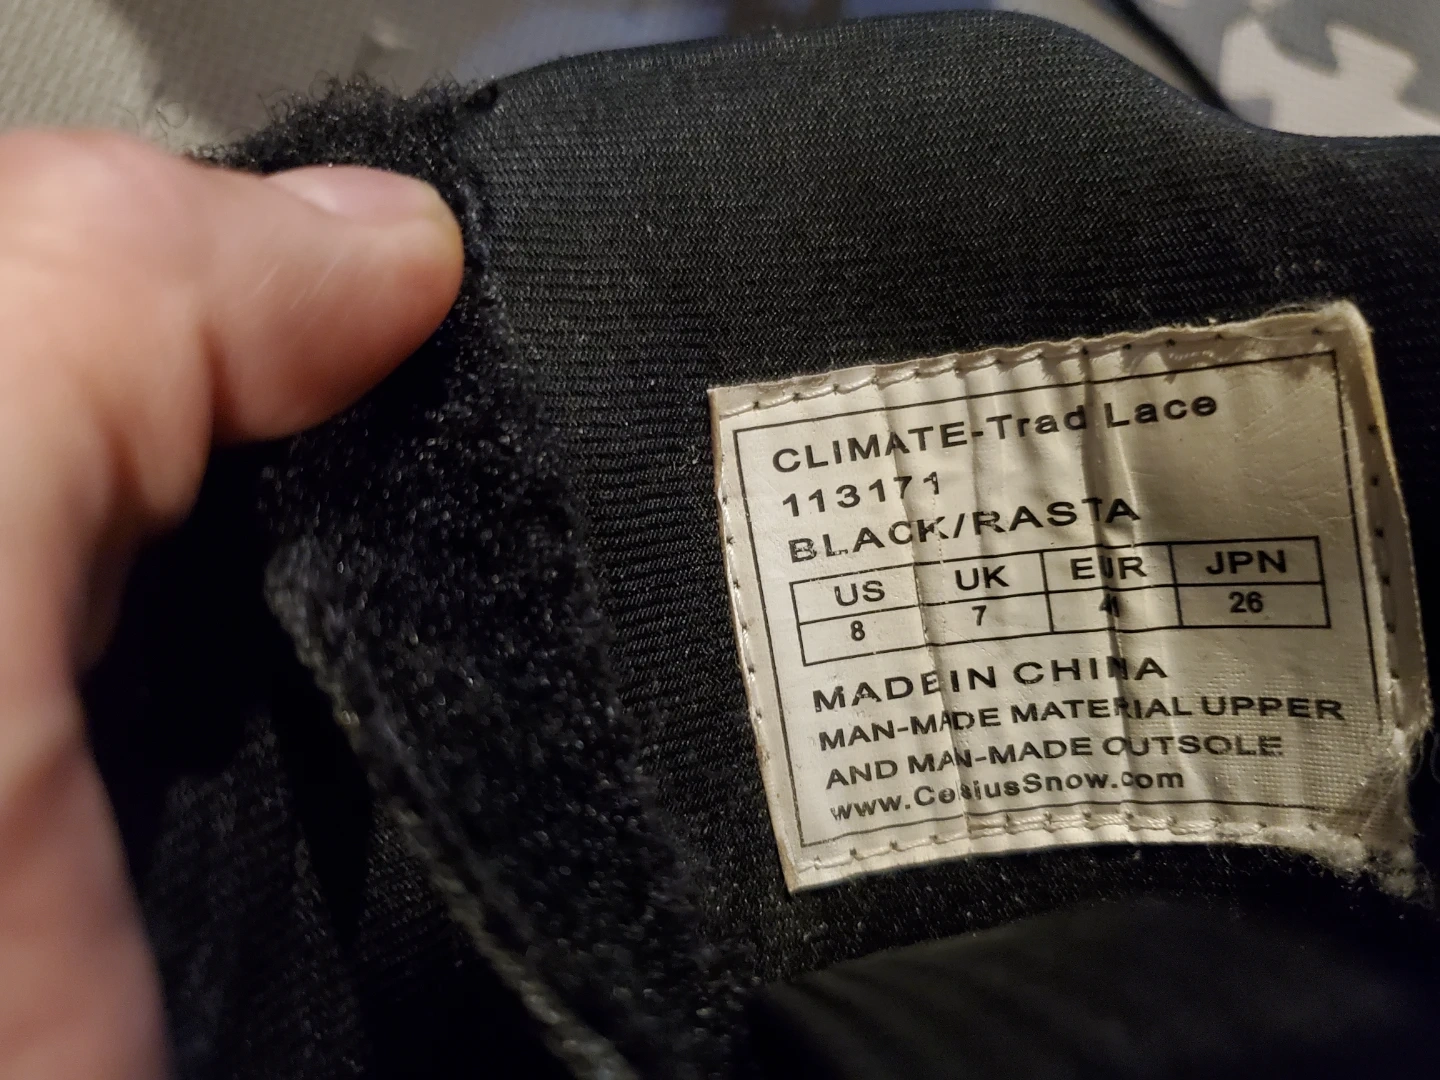 CLIMATE-Trad Lace
113171
BLACK/RASTA
US UK EUR JPN
8 7 41 26
MADE IN CHINA
MAN-MADE MATERIAL UPPER
AND MAN-MADE OUTSOLE
www.CesiusSnow.com